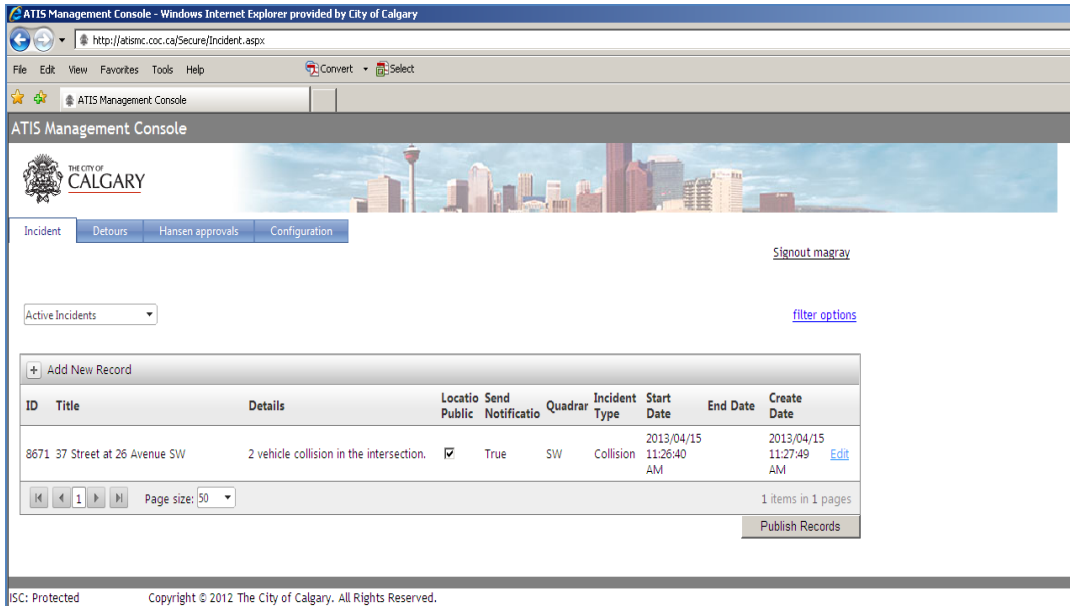 ATIS Management Console - Windows Internet Explorer provided by City of Calgary
http://atismc.coc.ca/Secure/Incident.aspx
File Edit View Favorites Tools Help Convert Select
ATIS Management Console
ATIS Management Console
THE CITY OF
CALGARY
Incident Detours Hansen approvals Configuration
Signout magray
Active Incidents filter options
+ Add New Record
ID Title Details Locatio Public Send Notificatio Quadrar Incident Type Start Date End Date Create Date
8671 37 Street at 26 Avenue SW 2 vehicle collision in the intersection. True SW Collision 2013/04/15 11:26:40 AM 2013/04/15 11:27:49 AM Edit
1 Page size: 50 1 items in 1 pages
Publish Records
ISC: Protected Copyright © 2012 The City of Calgary. All Rights Reserved.